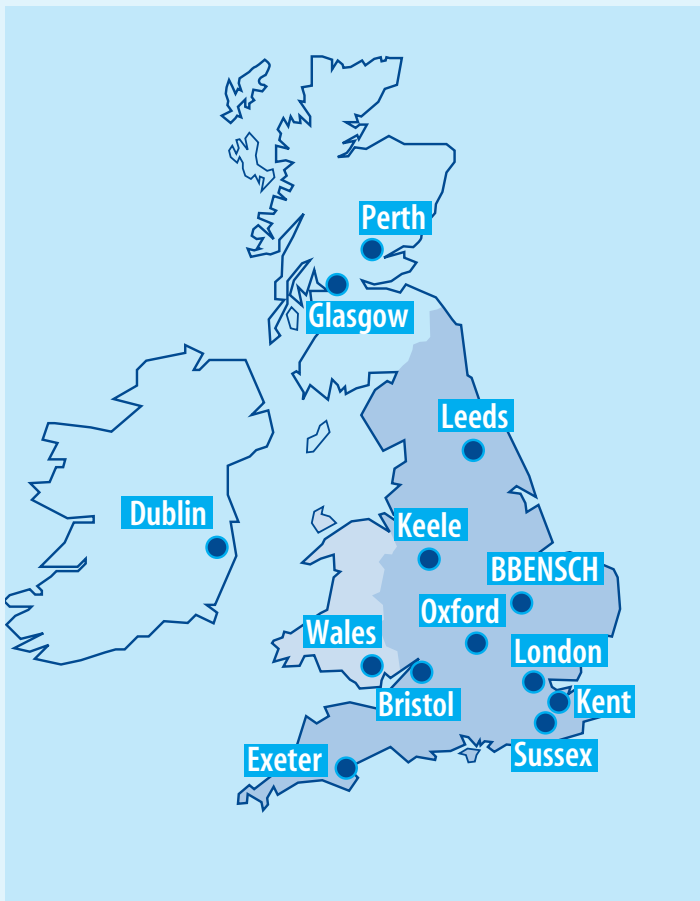 Perth
Glasgow
Leeds
Dublin
Keele
BBENSCH
Oxford
Wales
London
Bristol
Kent
Sussex
Exeter